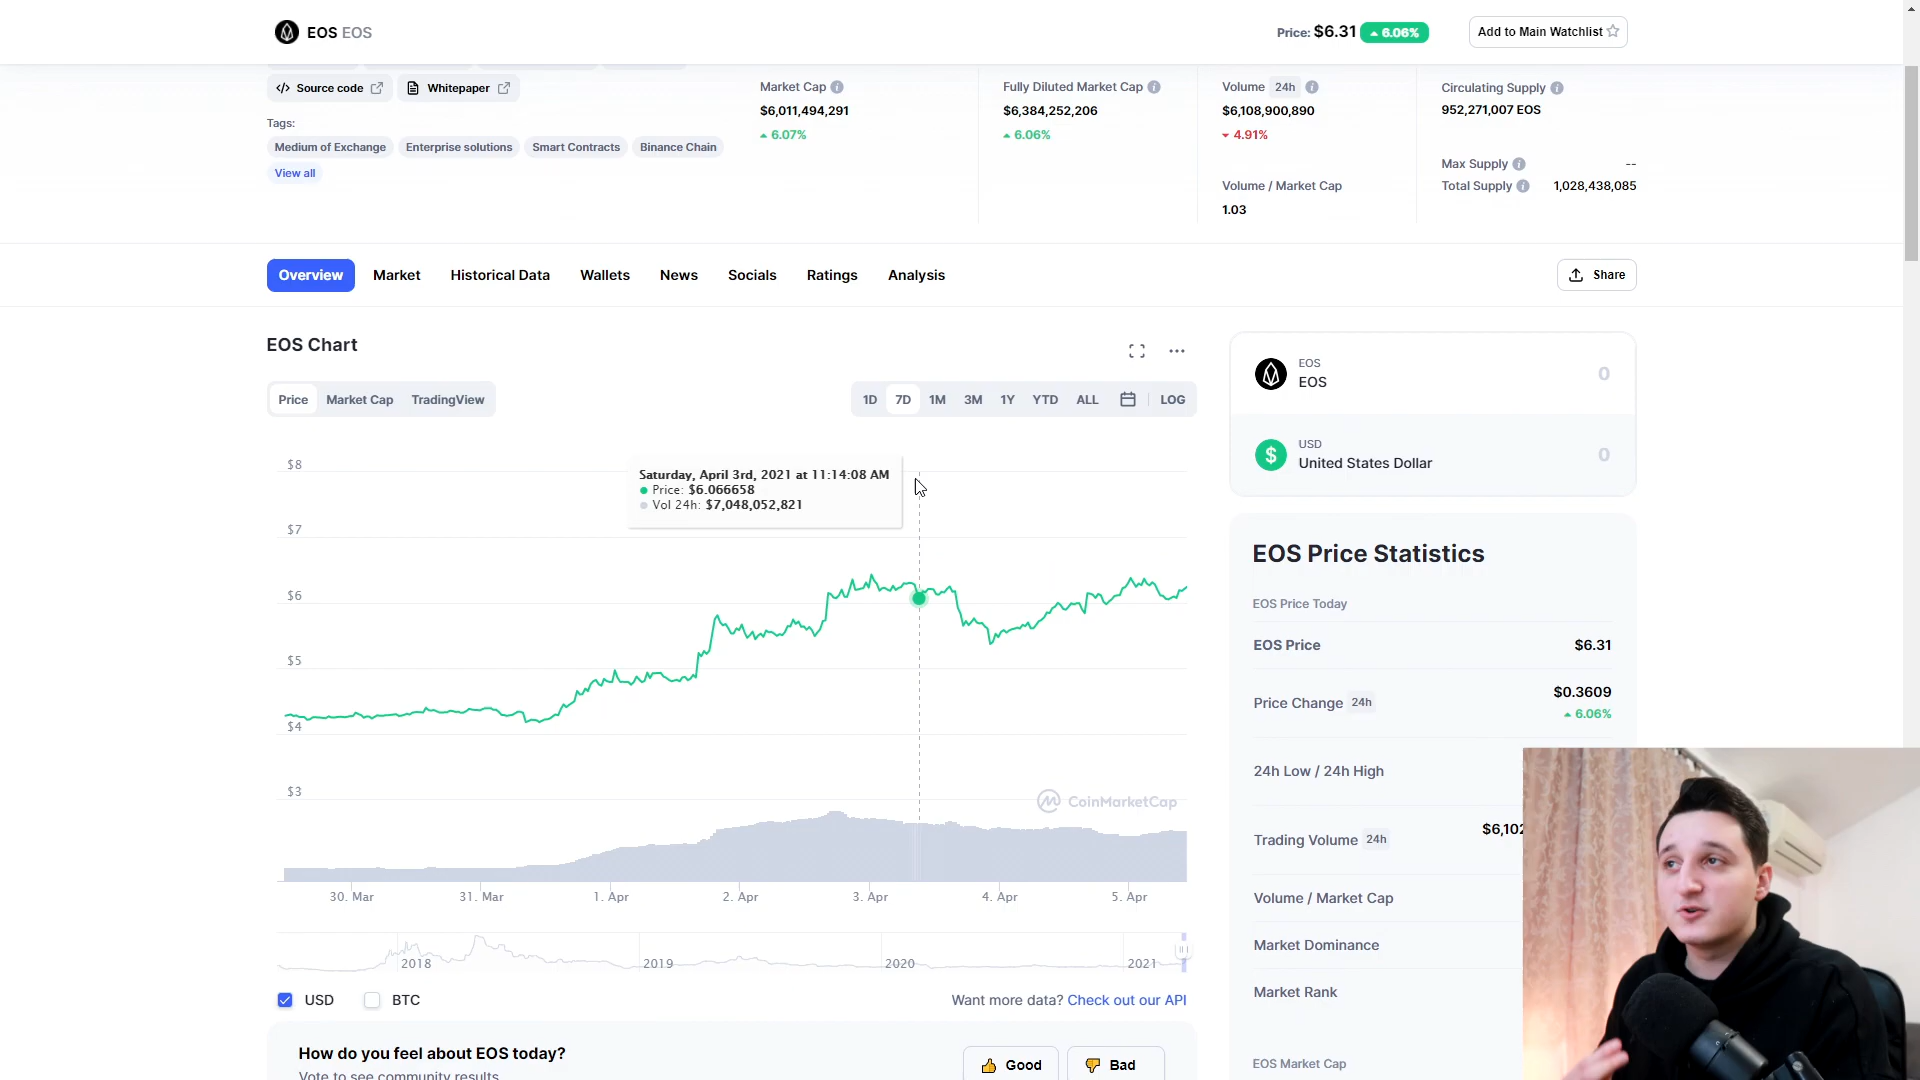 EOS EOS
Price: $6.31 6.06%
Add to Main Watchlist
Source code
Whitepaper
Tags:
Medium of Exchange
Enterprise solutions
Smart Contracts
Binance Chain
View all
Market Cap
$6,011,494,291
6.07%
Fully Diluted Market Cap
$6,384,252,206
6.06%
Volume 24h
$6,108,900,890
4.91%
Volume / Market Cap
1.03
Circulating Supply
952,271,007 EOS
Max Supply --
Total Supply 1,028,438,085
Overview Market Historical Data Wallets News Socials Ratings Analysis
Share
EOS Chart
Price Market Cap TradingView
1D 7D 1M 3M 1Y YTD ALL LOG
Saturday, April 3rd, 2021 at 11:14:08 AM
Price: $6.066658
Vol 24h: $7,048,052,821
$8
$7
$6
$5
$4
$3
CoinMarketCap
30. Mar 31. Mar 1. Apr 2. Apr 3. Apr 4. Apr 5. Apr
2018 2019 2020 2021
USD BTC
Want more data? Check out our API
How do you feel about EOS today?
Vote to see community results
Good
Bad
EOS
EOS
0
USD
United States Dollar
0
EOS Price Statistics
EOS Price Today
EOS Price $6.31
Price Change 24h $0.3609
6.06%
24h Low / 24h High
Trading Volume 24h $6,102
Volume / Market Cap
Market Dominance
Market Rank
EOS Market Cap